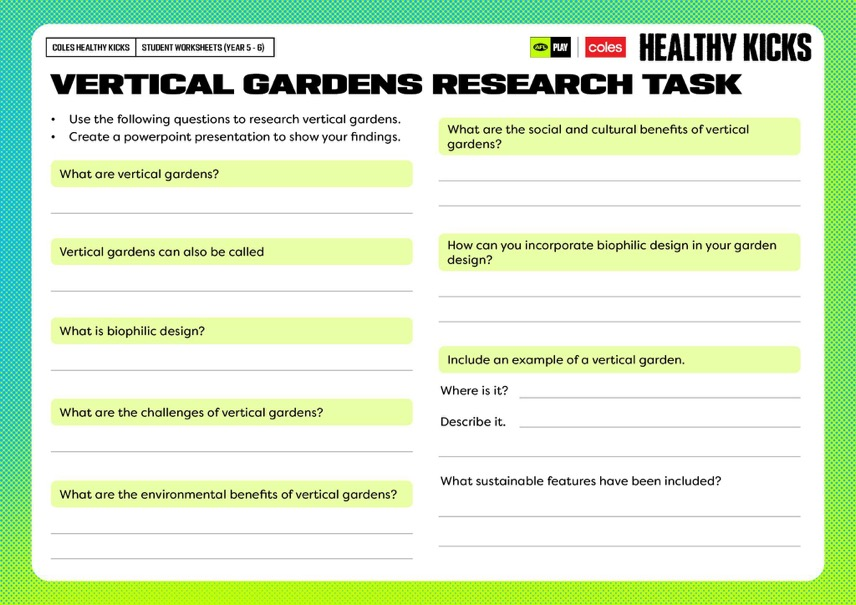 COLES HEALTHY KICKS STUDENT WORKSHEETS (YEAR 5 - 6)
AFL PLAY coles HEALTHY KICKS
VERTICAL GARDENS RESEARCH TASK
• Use the following questions to research vertical gardens.
• Create a powerpoint presentation to show your findings.
What are vertical gardens?
Vertical gardens can also be called
What is biophilic design?
What are the challenges of vertical gardens?
What are the environmental benefits of vertical gardens?
What are the social and cultural benefits of vertical
gardens?
How can you incorporate biophilic design in your garden
design?
Include an example of a vertical garden.
Where is it?
Describe it.
What sustainable features have been included?